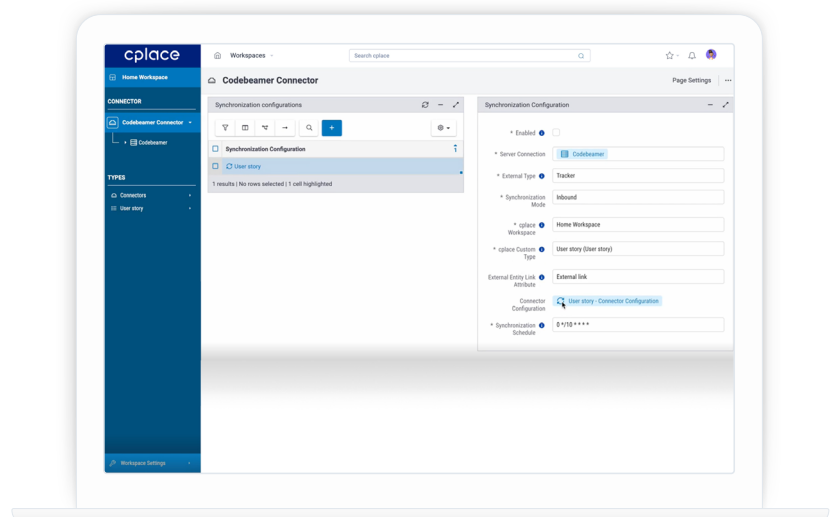 cplace
Workspaces
Search cplace
Home Workspace
Codebeamer Connector
Page Settings
CONNECTOR
Codebeamer Connector
Codebeamer
TYPES
Connectors
User story
Workspace Settings
Synchronization configurations
Synchronization Configuration
1
User story
1 results | No rows selected | 1 cell highlighted
Synchronization Configuration
* Enabled
* Server Connection
Codebeamer
* External Type
Tracker
* Synchronization
Mode
Inbound
* cplace
Workspace
Home Workspace
* cplace Custom
Type
User story (User story)
External Entity Link
Attribute
External link
Connector
Configuration
User story - Connector Configuration
* Synchronization
Schedule
0 */10 * * * *